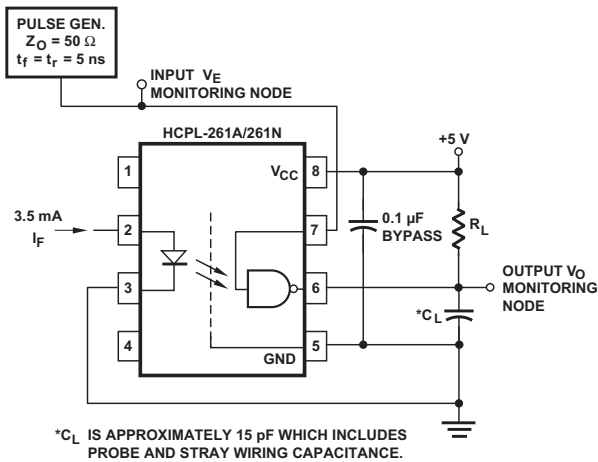 PULSE GEN.
Z_O = 50 Ω
t_f = t_r = 5 ns
INPUT V_E
MONITORING NODE
HCPL-261A/261N
+5 V
1
V_CC
8
3.5 mA
I_F
2
7
0.1 µF
BYPASS
R_L
3
6
OUTPUT V_O
MONITORING
NODE
*C_L
4
GND
5
*C_L IS APPROXIMATELY 15 pF WHICH INCLUDES
PROBE AND STRAY WIRING CAPACITANCE.